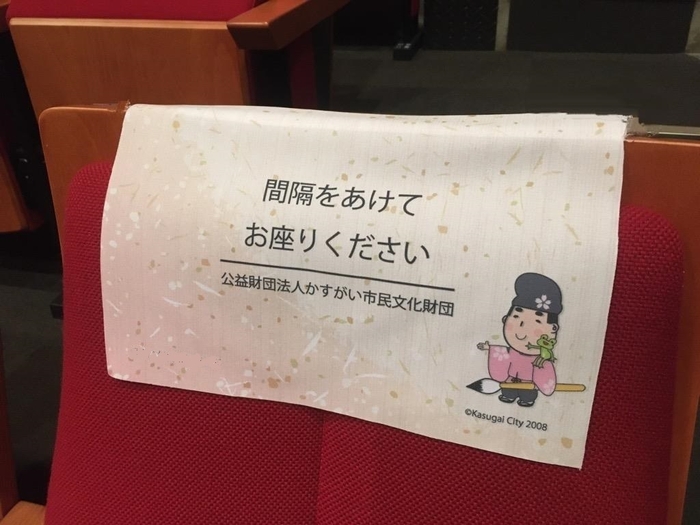 間隔をあけて
お座りください
公益財団法人かすがい市民文化財団
©Kasugai City 2008